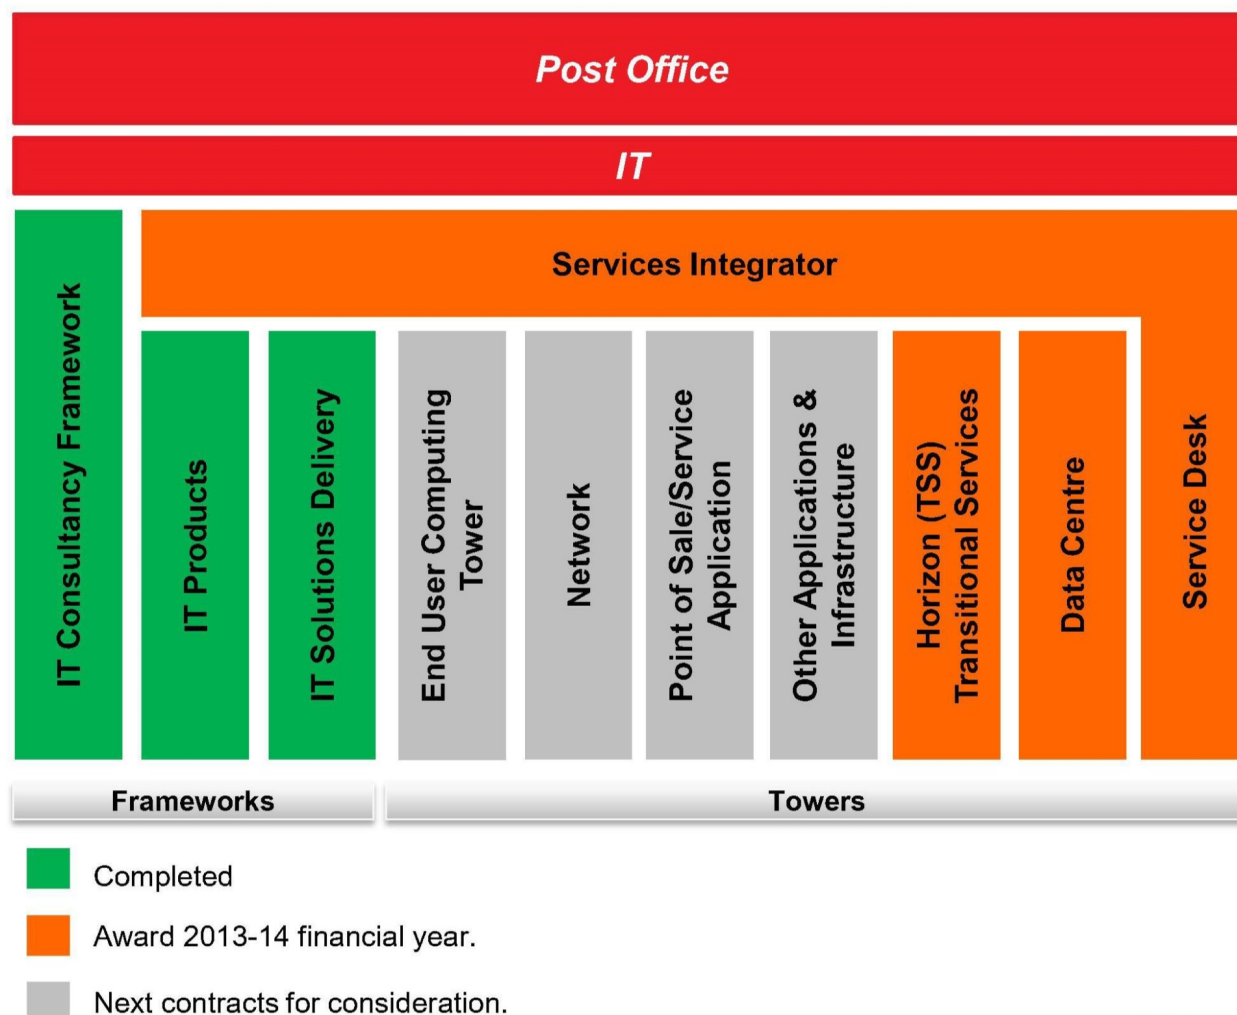 Post Office
IT
Services Integrator
IT Consultancy Framework
IT Products
IT Solutions Delivery
End User Computing
Tower
Network
Point of Sale/Service
Application
Other Applications &
Infrastructure
Horizon (TSS)
Transitional Services
Data Centre
Service Desk
Frameworks
Towers
Completed
Award 2013-14 financial year.
Next contracts for consideration.